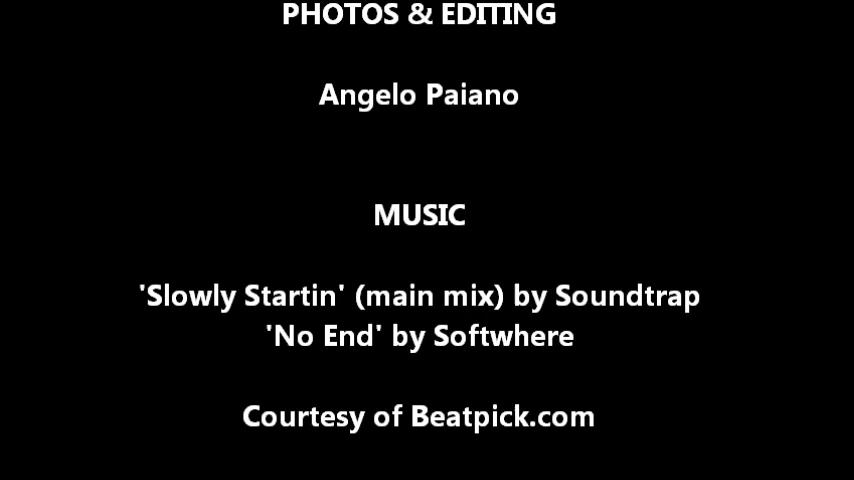 PHOTOS & EDITING
Angelo Paiano
MUSIC
'Slowly Startin' (main mix) by Soundtrap
'No End' by Softwhere
Courtesy of Beatpick.com